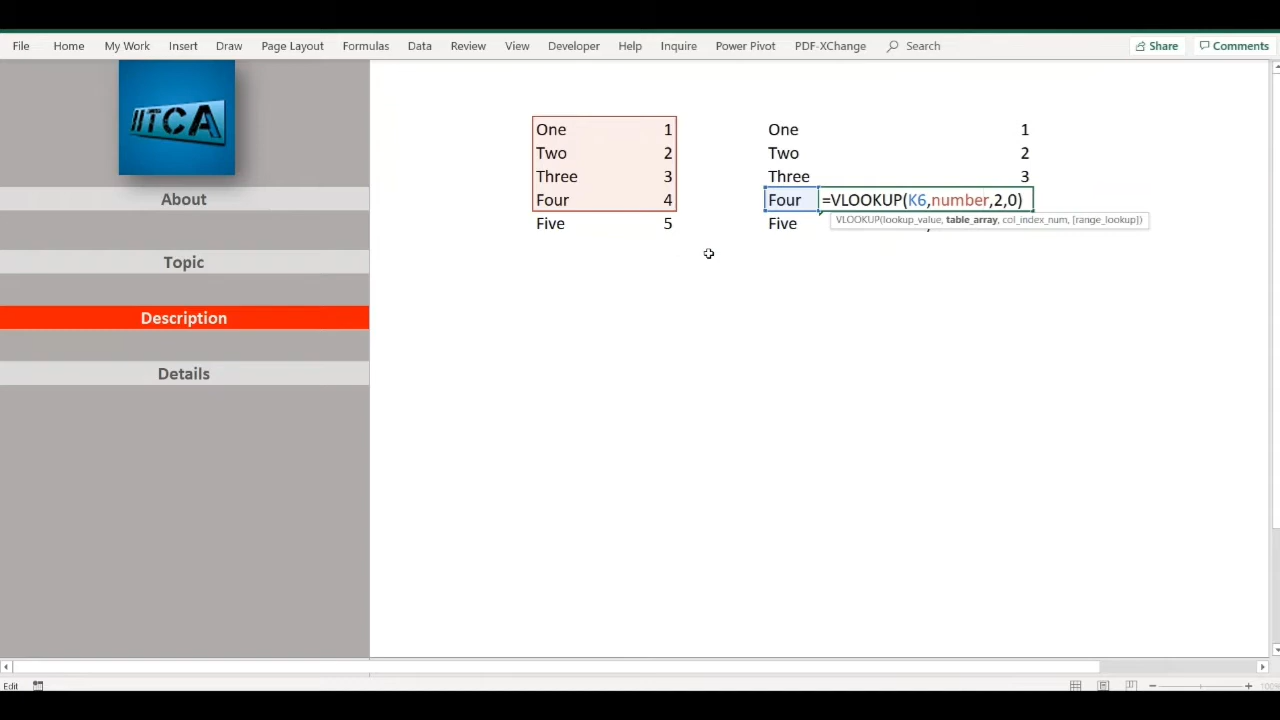 File Home My Work Insert Draw Page Layout Formulas Data Review View Developer Help Inquire Power Pivot PDF-XChange Search Share Comments
IITCA
About
Topic
Description
Details
One 1
Two 2
Three 3
Four 4
Five 5
One 1
Two 2
Three 3
Four =VLOOKUP(K6,number,2,0)
VLOOKUP(lookup_value, table_array, col_index_num, [range_lookup])
Five
Edit 100%